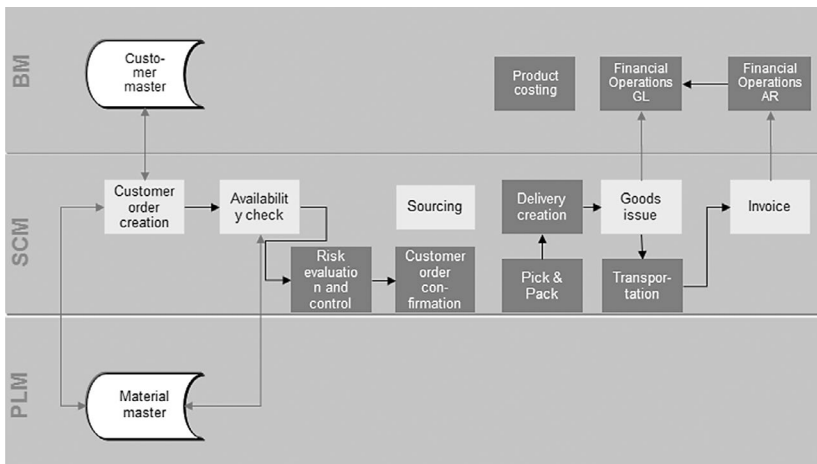 BM
Custo-
mer
master
Product
costing
Financial
Operations
GL
Financial
Operations
AR
SCM
Customer
order
creation
Availabilit
y check
Sourcing
Delivery
creation
Goods
issue
Invoice
Risk
evaluatio
n and
control
Customer
order
con-
firmation
Pick &
Pack
Transpor-
tation
PLM
Material
master